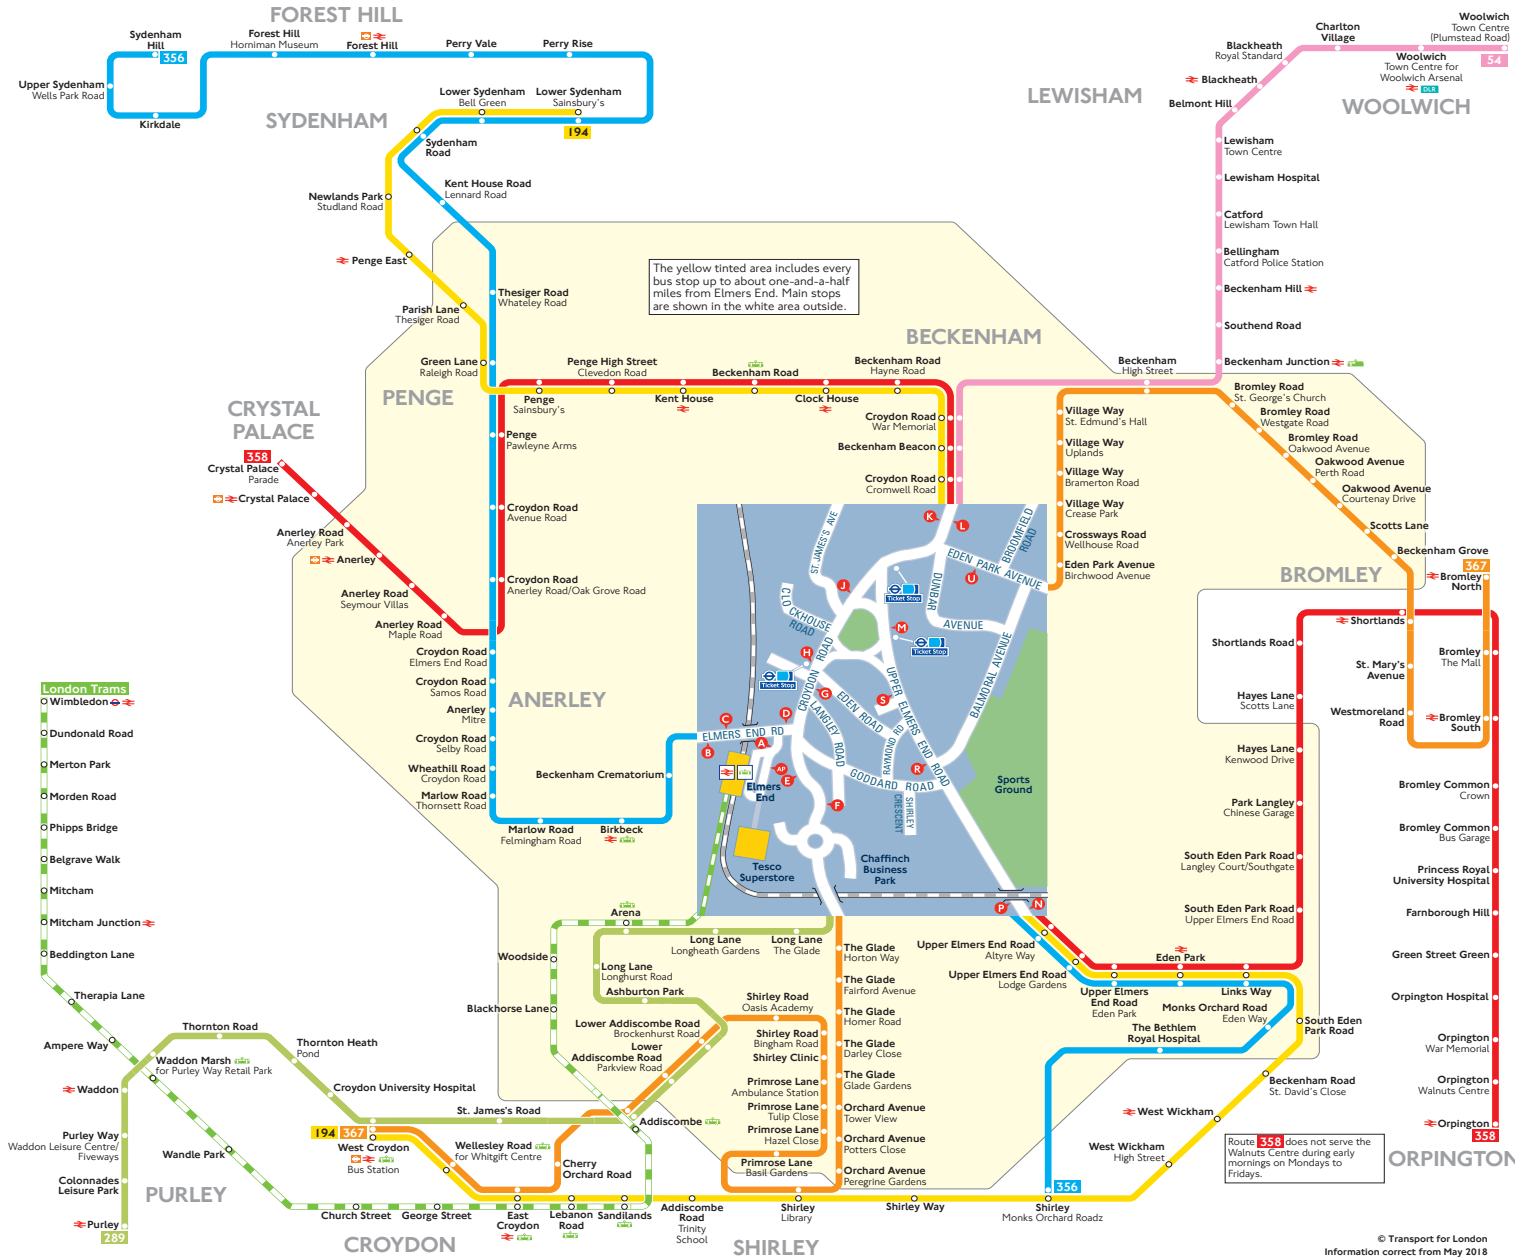 FOREST HILL
Sydenham
Hill
356
Forest Hill
Horniman Museum
Forest Hill
Perry Vale
Perry Rise
Upper Sydenham
Wells Park Road
Kirkdale
SYDENHAM
Lower Sydenham
Bell Green
Lower Sydenham
Sainsbury's
194
Sydenham
Road
Newlands Park
Studland Road
Kent House Road
Lennard Road
Penge East
Parish Lane
Thesiger Road
Thesiger Road
Whateley Road
Green Lane
Raleigh Road
PENGE
The yellow tinted area includes every
bus stop up to about one-and-a-half
miles from Elmers End. Main stops
are shown in the white area outside.
Woolwich
Town Centre
(Plumstead Road)
54
Charlton
Village
Woolwich
Town Centre for
Woolwich Arsenal
DLR
WOOLWICH
Blackheath
Royal Standard
Blackheath
Belmont Hill
LEWISHAM
Lewisham
Town Centre
Lewisham Hospital
Catford
Lewisham Town Hall
Bellingham
Catford Police Station
Beckenham Hill
Southend Road
Beckenham Junction
BECKENHAM
Beckenham
High Street
Penge High Street
Clevedon Road
Beckenham Road
Beckenham Road
Hayne Road
Penge
Sainsbury's
Kent House
Clock House
Croydon Road
War Memorial
Beckenham Beacon
Croydon Road
Cromwell Road
Village Way
St. Edmund's Hall
Village Way
Uplands
Village Way
Bramerton Road
Village Way
Crease Park
Crossways Road
Wellhouse Road
Eden Park Avenue
Birchwood Avenue
Bromley Road
St. George's Church
Bromley Road
Westgate Road
Bromley Road
Oakwood Avenue
Oakwood Avenue
Perth Road
Oakwood Avenue
Courtenay Drive
Scotts Lane
Beckenham Grove
367
Bromley
North
BROMLEY
Shortlands
Shortlands Road
St. Mary's
Avenue
Bromley
The Mall
Hayes Lane
Scotts Lane
Westmoreland
Road
Bromley
South
Hayes Lane
Kenwood Drive
Park Langley
Chinese Garage
South Eden Park Road
Langley Court/Southgate
South Eden Park Road
Upper Elmers End Road
Bromley Common
Crown
Bromley Common
Bus Garage
Princess Royal
University Hospital
Farnborough Hill
Green Street Green
Orpington Hospital
Orpington
War Memorial
Orpington
Walnuts Centre
Orpington
358
ORPINGTON
CRYSTAL
PALACE
358
Crystal Palace
Parade
Crystal Palace
Anerley Road
Anerley Park
Anerley
Anerley Road
Seymour Villas
Anerley Road
Maple Road
Penge
Pawleyne Arms
Croydon Road
Avenue Road
Croydon Road
Anerley Road/Oak Grove Road
Croydon Road
Elmers End Road
Croydon Road
Samos Road
Anerley
Mitre
Croydon Road
Selby Road
Wheathill Road
Croydon Road
Marlow Road
Thornsett Road
ANERLEY
Beckenham Crematorium
Marlow Road
Felmingham Road
Birkbeck
ST. JAMES'S AVE
CLOCKHOUSE
ROAD
CROYDON ROAD
EDEN PARK AVENUE
BROOMFIELD
ROAD
DUNBAR
AVENUE
BALMORAL AVENUE
UPPER ELMERS END ROAD
EDEN ROAD
LANGLEY ROAD
RAYMOND RD
GODDARD ROAD
SHIRLEY
CRESCENT
ELMERS END RD
Ticket Stop
Ticket Stop
Ticket Stop
K
L
U
J
M
H
G
S
D
C
B
A
AP
E
F
R
P
N
Elmers
End
Tesco
Superstore
Chaffinch
Business
Park
Sports
Ground
London Trams
Wimbledon
Dundonald Road
Merton Park
Morden Road
Phipps Bridge
Belgrave Walk
Mitcham
Mitcham Junction
Beddington Lane
Therapia Lane
Ampere Way
Waddon Marsh
for Purley Way Retail Park
Wandle Park
Church Street
George Street
East
Croydon
Lebanon
Road
Sandilands
Addiscombe
Blackhorse Lane
Woodside
Arena
Thornton Road
Thornton Heath
Pond
Croydon University Hospital
St. James's Road
Waddon
Purley Way
Waddon Leisure Centre/
Fiveways
Colonnades
Leisure Park
Purley
289
PURLEY
194
367
West Croydon
Bus Station
Wellesley Road
for Whitgift Centre
Cherry
Orchard Road
CROYDON
Long Lane
Longheath Gardens
Long Lane
The Glade
Long Lane
Longhurst Road
Ashburton Park
Lower Addiscombe Road
Brockenhurst Road
Lower
Addiscombe Road
Parkview Road
Shirley Road
Oasis Academy
Shirley Road
Bingham Road
Shirley Clinic
Primrose Lane
Ambulance Station
Primrose Lane
Tulip Close
Primrose Lane
Hazel Close
Primrose Lane
Basil Gardens
The Glade
Horton Way
The Glade
Fairford Avenue
The Glade
Homer Road
The Glade
Darley Close
The Glade
Glade Gardens
Orchard Avenue
Tower View
Orchard Avenue
Potters Close
Orchard Avenue
Peregrine Gardens
Addiscombe
Road
Trinity
School
Shirley
Library
Shirley Way
SHIRLEY
356
Shirley
Monks Orchard Roadz
Upper Elmers End Road
Altyre Way
Upper Elmers End Road
Lodge Gardens
Eden Park
Upper Elmers
End Road
Eden Park
Links Way
Monks Orchard Road
Eden Way
The Bethlem
Royal Hospital
South Eden
Park Road
Beckenham Road
St. David's Close
West Wickham
West Wickham
High Street
Route 358 does not serve the
Walnuts Centre during early
mornings on Mondays to
Fridays.
© Transport for London
Information correct from May 2018